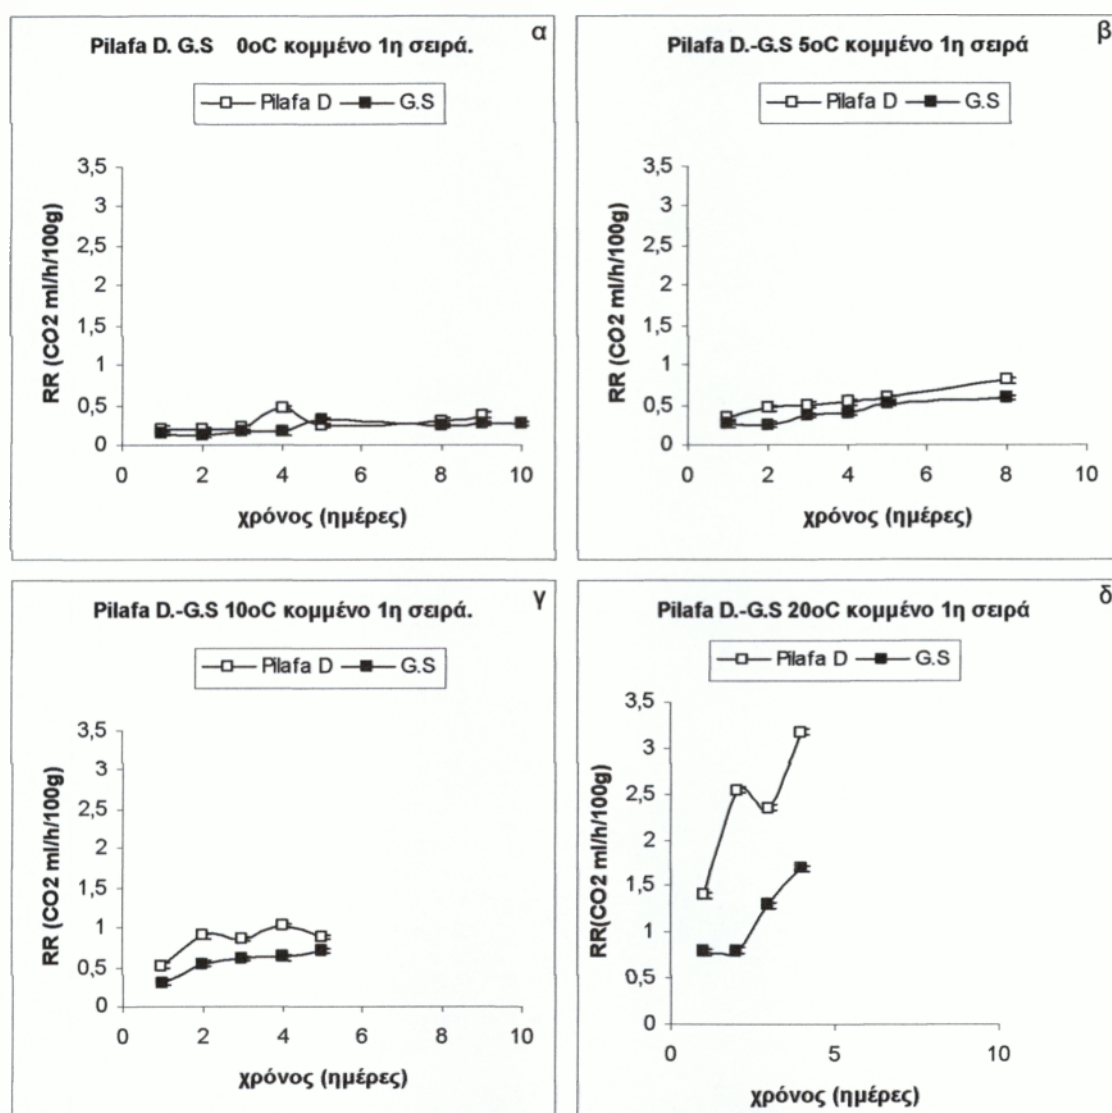 α
Pilafa D. G.S 0oC κομμένο 1η σειρά.
Pilafa D G.S
RR (CO2 ml/h/100g)
3,5
3
2,5
2
1,5
1
0,5
0
0 2 4 6 8 10
χρόνος (ημέρες)
β
Pilafa D.-G.S 5oC κομμένο 1η σειρά
Pilafa D G.S
RR (CO2 ml/h/100g)
3,5
3
2,5
2
1,5
1
0,5
0
0 2 4 6 8 10
χρόνος (ημέρες)
γ
Pilafa D.-G.S 10oC κομμένο 1η σειρά.
Pilafa D G.S
RR (CO2 ml/h/100g)
3,5
3
2,5
2
1,5
1
0,5
0
0 2 4 6 8 10
χρόνος (ημέρες)
δ
Pilafa D.-G.S 20oC κομμένο 1η σειρά
Pilafa D G.S
RR(CO2 ml/h/100g)
3,5
3
2,5
2
1,5
1
0,5
0
0 5 10
χρόνος (ημέρες)